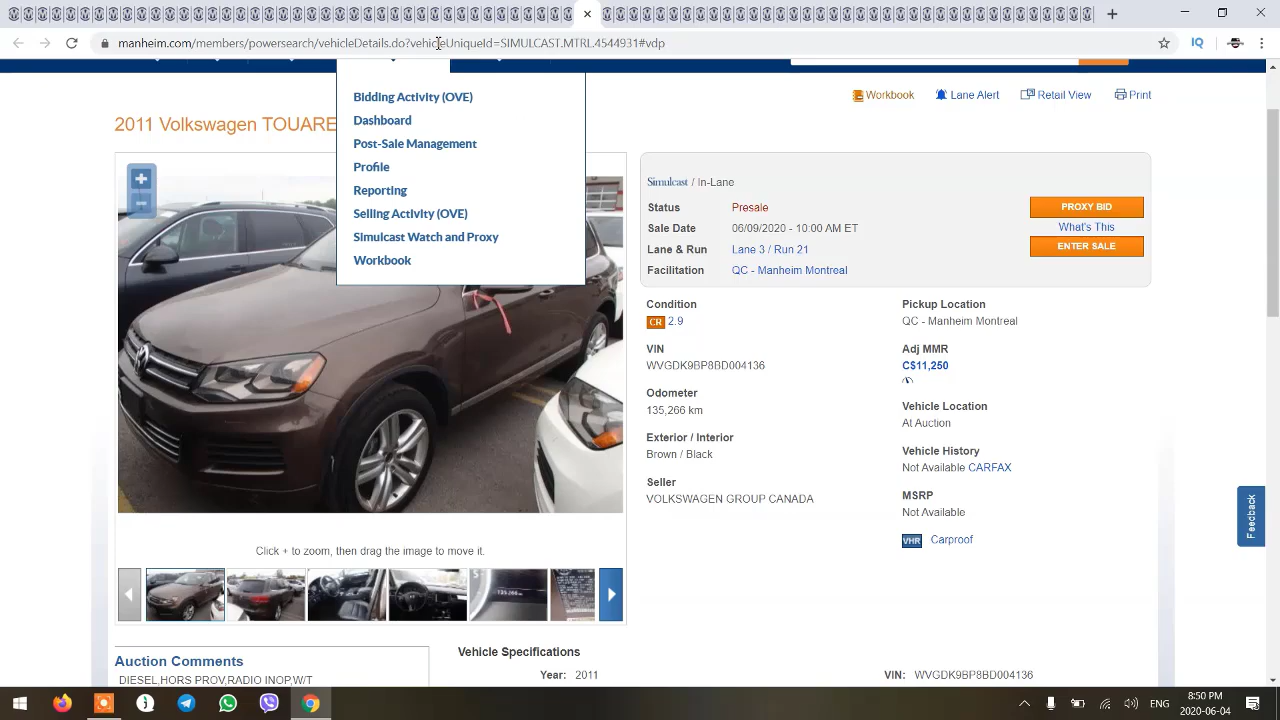 manheim.com/members/powersearch/vehicleDetails.do?vehicleUniqueId=SIMULCAST.MTRL.4544931#vdp
IQ
Bidding Activity (OVE)
Dashboard
Post-Sale Management
Profile
Reporting
Selling Activity (OVE)
Simulcast Watch and Proxy
Workbook
Workbook
Lane Alert
Retail View
Print
2011 Volkswagen TOUARE
Simulcast / In-Lane
Status Presale
Sale Date 06/09/2020 - 10:00 AM ET
Lane & Run Lane 3 / Run 21
Facilitation QC - Manheim Montreal
PROXY BID
What's This
ENTER SALE
Condition
CR 2.9
VIN
WVGDK9BP8BD004136
Odometer
135,266 km
Exterior / Interior
Brown / Black
Seller
VOLKSWAGEN GROUP CANADA
Pickup Location
QC - Manheim Montreal
Adj MMR
C$11,250
Vehicle Location
At Auction
Vehicle History
Not Available CARFAX
MSRP
Not Available
VHR Carproof
Feedback
Click + to zoom, then drag the image to move it.
Auction Comments
DIESEL,HORS PROV,RADIO INOP,W/T
Vehicle Specifications
Year: 2011
VIN: WVGDK9BP8BD004136
ENG
8:50 PM
2020-06-04